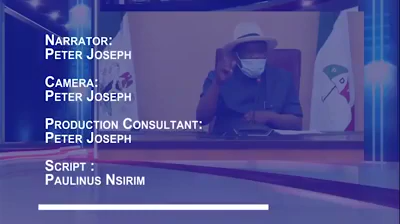 NARRATOR:
PETER JOSEPH
CAMERA:
PETER JOSEPH
PRODUCTION CONSULTANT:
PETER JOSEPH
SCRIPT :
PAULINUS NSIRIM